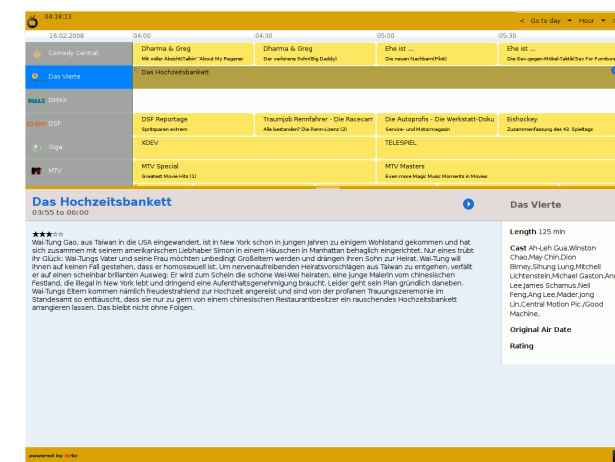 04:18:13
< Go to day Hour
16.02.2008 04:00 04:30 05:00 05:30
Comedy Central
Dharma & Greg Dharma & Greg Ehe ist ... Ehe ist ...
Mit voller Absicht(Talkin' 'About My Regener Der verlorene Sohn(Big Daddy) Die neuen Nachbarn(Pilot) Die-Sex-gegen-Möbel-Taktik(Sex For Furniture
Das Vierte Das Hochzeitsbankett
DMAX DMAX
DSF
DSF Reportage Traumjob Rennfahrer - Die Racecam Die Autoprofis - Die Werkstatt-Doku Eishockey
Spritsparen extrem Alle bestanden? Die Renn-Lizenz (2) Service- und Motormagazin Zusammenfassung des 43. Spieltags
Giga XDEV TELESPIEL
MTV
MTV Special MTV Masters
Greatest Movie Hits (1) Even more Magic Music Moments in Movies
Das Hochzeitsbankett
03:55 to 06:00
Das Vierte
★★★☆☆
Wai-Tung Gao, aus Taiwan in die USA eingewandert, ist in New York schon in jungen Jahren zu einigem Wohlstand gekommen und hat
sich zusammen mit seinem amerikanischen Liebhaber Simon in einem Häuschen in Manhattan behaglich eingerichtet. Nur eines trübt
ihr Glück: Wai-Tungs Vater und seine Frau möchten unbedingt Großeltern werden und drängen ihren Sohn zur Heirat. Wai-Tung will
ihnen auf keinen Fall gestehen, dass er homosexuell ist. Um nervenaufreibenden Heiratsvorschlägen aus Taiwan zu entgehen, verfällt
er auf einen scheinbar brillanten Ausweg: Er wird zum Schein die schöne Wei-Wei heiraten, eine junge Malerin vom chinesischen
Festland, die illegal in New York lebt und dringend eine Aufenthaltsgenehmigung braucht. Leider geht sein Plan gründlich daneben.
Wai-Tungs Eltern kommen nämlich freudestrahlend zur Hochzeit angereist und sind von der profanen Trauungszeremonie im
Standesamt so enttäuscht, dass sie nur zu gern von einem chinesischen Restaurantbesitzer ein rauschendes Hochzeitsbankett
arrangieren lassen. Das bleibt nicht ohne Folgen.
Length 125 min
Cast Ah-Leh Gua,Winston
Chao,May Chin,Dion
Birney,Sihung Lung,Mitchell
Lichtenstein,Michael Gaston,Ang
Lee,James Schamus,Neil
Feng,Ang Lee,Mader,Jong
Lin,Central Motion Pic./Good
Machine,
Original Air Date
Rating
powered by